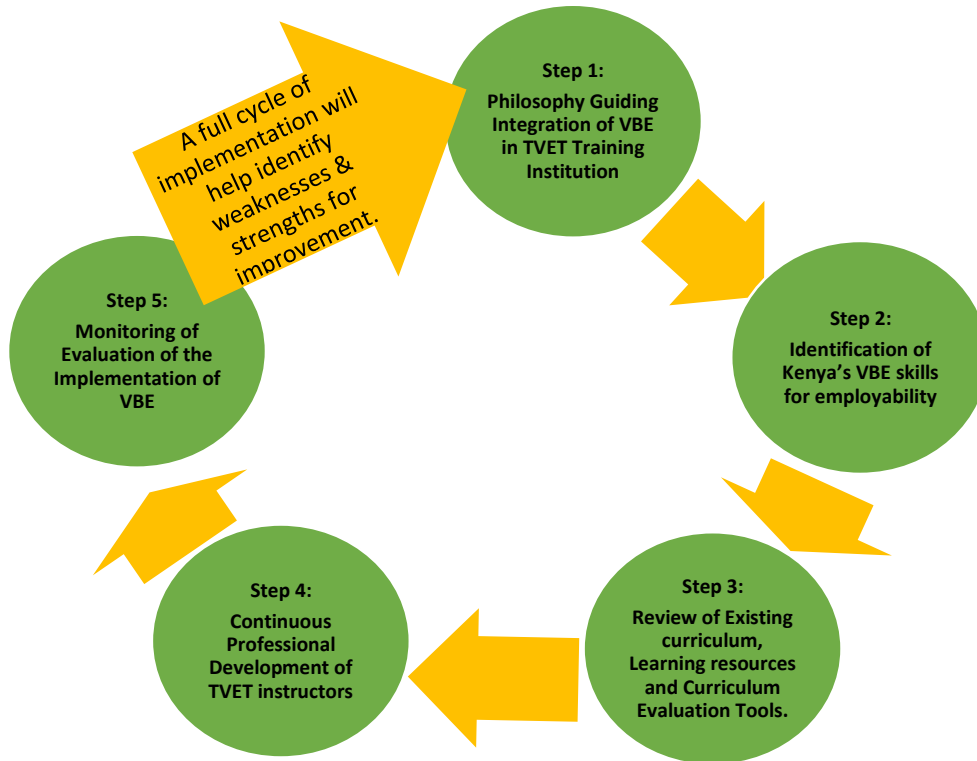 Step 1:
Philosophy Guiding
Integration of VBE
in TVET Training
Institution
Step 2:
Identification of
Kenya's VBE skills
for employability
Step 3:
Review of Existing
curriculum,
Learning resources
and Curriculum
Evaluation Tools.
Step 4:
Continuous
Professional
Development of
TVET instructors
Step 5:
Monitoring of
Evaluation of the
Implementation of
VBE
A full cycle of
implementation will
help identify
weaknesses &
strengths for
improvement.